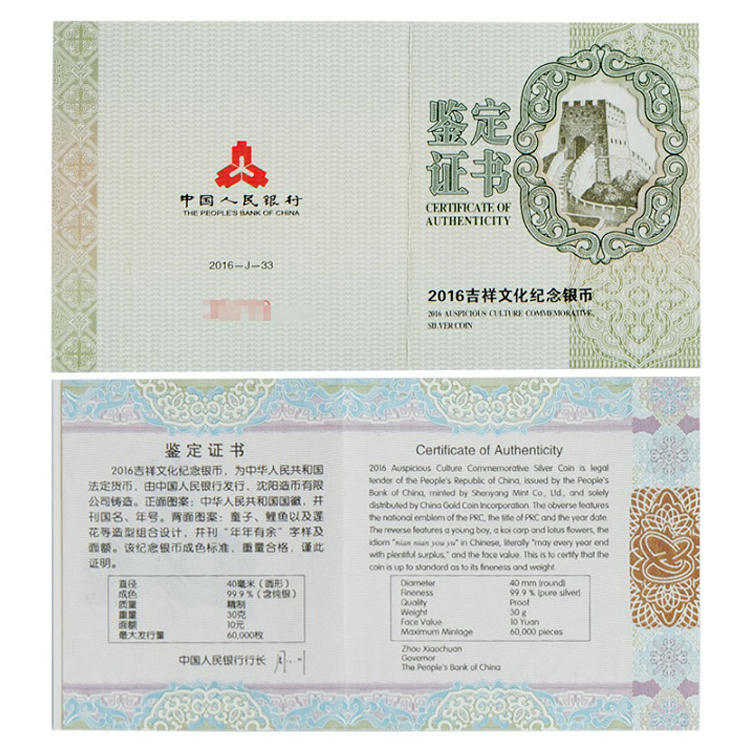 中国人民银行
THE PEOPLE'S BANK OF CHINA
2016-J-33
鉴定
证书
CERTIFICATE OF
AUTHENTICITY
2016吉祥文化纪念银币
2016 AUSPICIOUS CULTURE COMMEMORATIVE
SILVER COIN
鉴定证书
2016吉祥文化纪念银币，为中华人民共和国
法定货币，由中国人民银行发行，沈阳造币有限
公司铸造。正面图案：中华人民共和国国徽，并
刊国名、年号。背面图案：童子、鲤鱼以及莲
花等造型组合设计，并刊“年年有余”字样及
面额。该纪念银币成色标准，重量合格，谨此
证明。
直径 40毫米（圆形）
成色 99.9%（含纯银）
质量 精制
重量 30克
面额 10元
最大发行量 60,000枚
中国人民银行行长
Certificate of Authenticity
2016 Auspicious Culture Commemorative Silver Coin is legal
tender of the People's Republic of China, issued by the People's
Bank of China, minted by Shenyang Mint Co., Ltd., and solely
distributed by China Gold Coin Incorporation. The obverse features
the national emblem of the PRC, the title of PRC and the year date.
The reverse features a young boy, a koi carp and lotus flowers, the
idiom "nian nian you yu" in Chinese, literally "may every year end
with plentiful surplus," and the face value. This is to certify that the
coin is up to standard as to its fineness and weight.
Diameter 40 mm (round)
Fineness 99.9% (pure silver)
Quality Proof
Weight 30 g
Face Value 10 Yuan
Maximum Mintage 60,000 pieces
Zhou Xiaochuan
Governor
The People's Bank of China